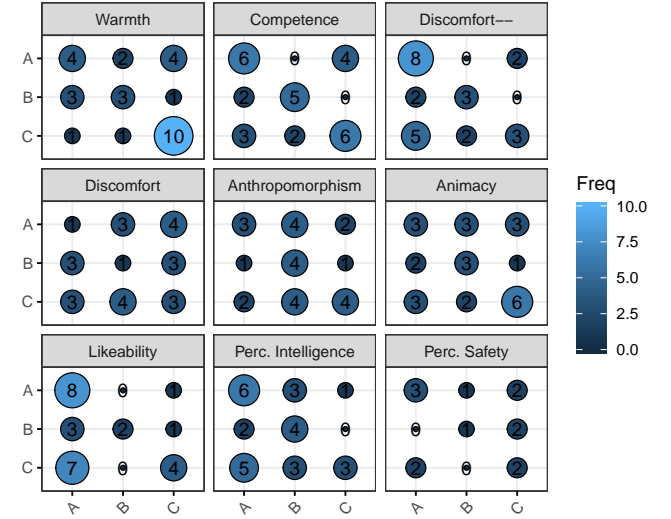 Warmth Competence Discomfort−−
A 4 2 4 6 0 4 8 0 2
B 3 3 1 2 5 0 2 3 0
C 1 1 10 3 2 6 5 2 3
Discomfort Anthropomorphism Animacy
A 1 3 4 3 4 2 3 3 3
B 3 1 3 1 4 1 2 3 1
C 3 4 3 2 4 4 3 2 6
Likeability Perc. Intelligence Perc. Safety
A 8 0 1 6 3 1 3 1 2
B 3 2 1 2 4 0 0 1 2
C 7 0 4 5 3 3 2 0 2
A B C A B C A B C
Freq
10.0
7.5
5.0
2.5
0.0